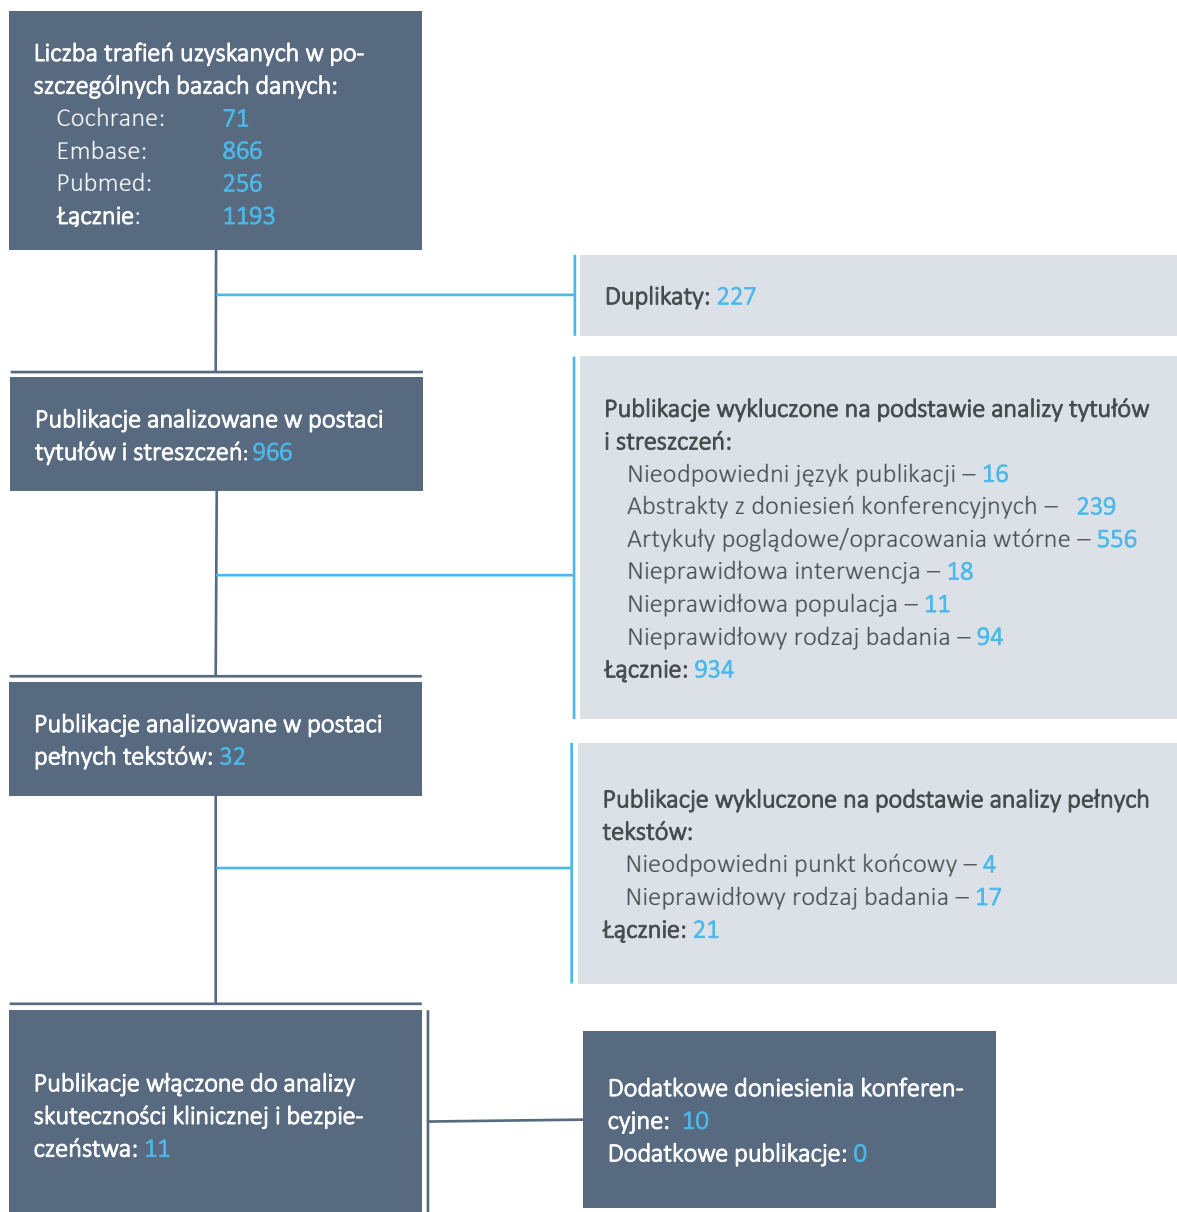 Liczba trafień uzyskanych w po-
szczególnych bazach danych:
Cochrane: 71
Embase: 866
Pubmed: 256
Łącznie: 1193
Duplikaty: 227
Publikacje analizowane w postaci
tytułów i streszczeń: 966
Publikacje wykluczone na podstawie analizy tytułów
i streszczeń:
Nieodpowiedni język publikacji – 16
Abstrakty z doniesień konferencyjnych – 239
Artykuły poglądowe/opracowania wtórne – 556
Nieprawidłowa interwencja – 18
Nieprawidłowa populacja – 11
Nieprawidłowy rodzaj badania – 94
Łącznie: 934
Publikacje analizowane w postaci
pełnych tekstów: 32
Publikacje wykluczone na podstawie analizy pełnych
tekstów:
Nieodpowiedni punkt końcowy – 4
Nieprawidłowy rodzaj badania – 17
Łącznie: 21
Publikacje włączone do analizy
skuteczności klinicznej i bezpie-
czeństwa: 11
Dodatkowe doniesienia konferen-
cyjne: 10
Dodatkowe publikacje: 0